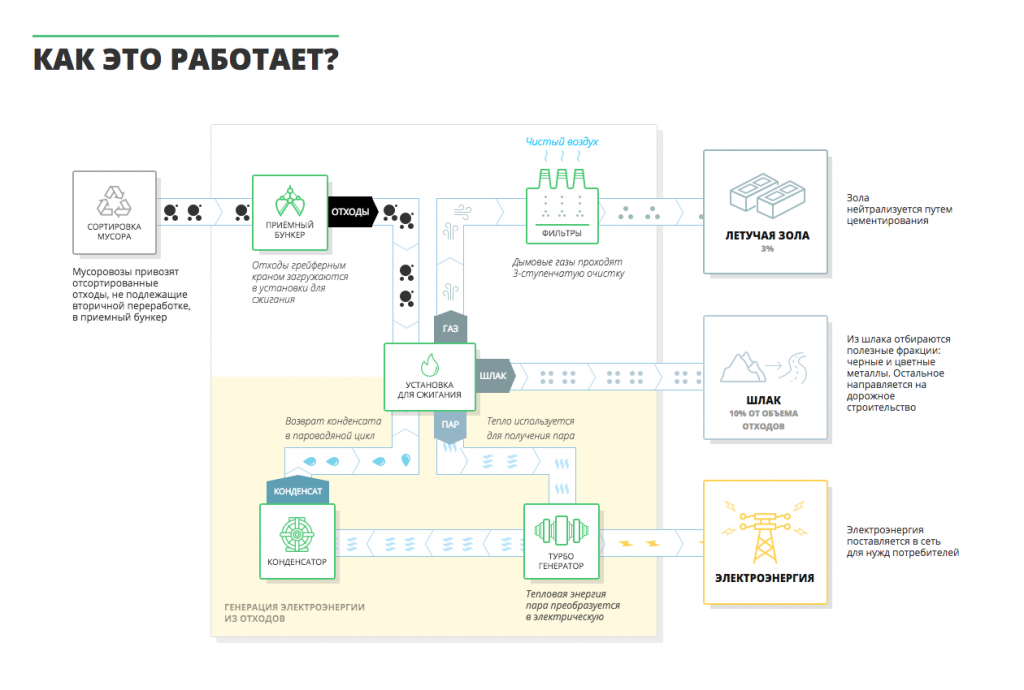 КАК ЭТО РАБОТАЕТ?
СОРТИРОВКА
МУСОРА
Мусоровозы привозят
отсортированные
отходы, не подлежащие
вторичной переработке,
в приемный бункер
ПРИЁМНЫЙ
БУНКЕР
ОТХОДЫ
Отходы грейферным
краном загружаются
в установки для
сжигания
Чистый воздух
ФИЛЬТРЫ
Дымовые газы проходят
3-ступенчатую очистку
ЛЕТУЧАЯ ЗОЛА
3%
Зола
нейтрализуется путем
цементирования
ГАЗ
УСТАНОВКА
ДЛЯ СЖИГАНИЯ
ШЛАК
ПАР
ШЛАК
10% ОТ ОБЪЕМА
ОТХОДОВ
Из шлака отбираются
полезные фракции:
черные и цветные
металлы. Остальное
направляется на
дорожное
строительство
Возврат конденсата
в пароводяной цикл
Тепло используется
для получения пара
КОНДЕНСАТ
КОНДЕНСАТОР
ТУРБО
ГЕНЕРАТОР
Тепловая энергия
пара преобразуется
в электрическую
ЭЛЕКТРОЭНЕРГИЯ
Электроэнергия
поставляется в сеть
для нужд потребителей
ГЕНЕРАЦИЯ ЭЛЕКТРОЭНЕРГИИ
ИЗ ОТХОДОВ